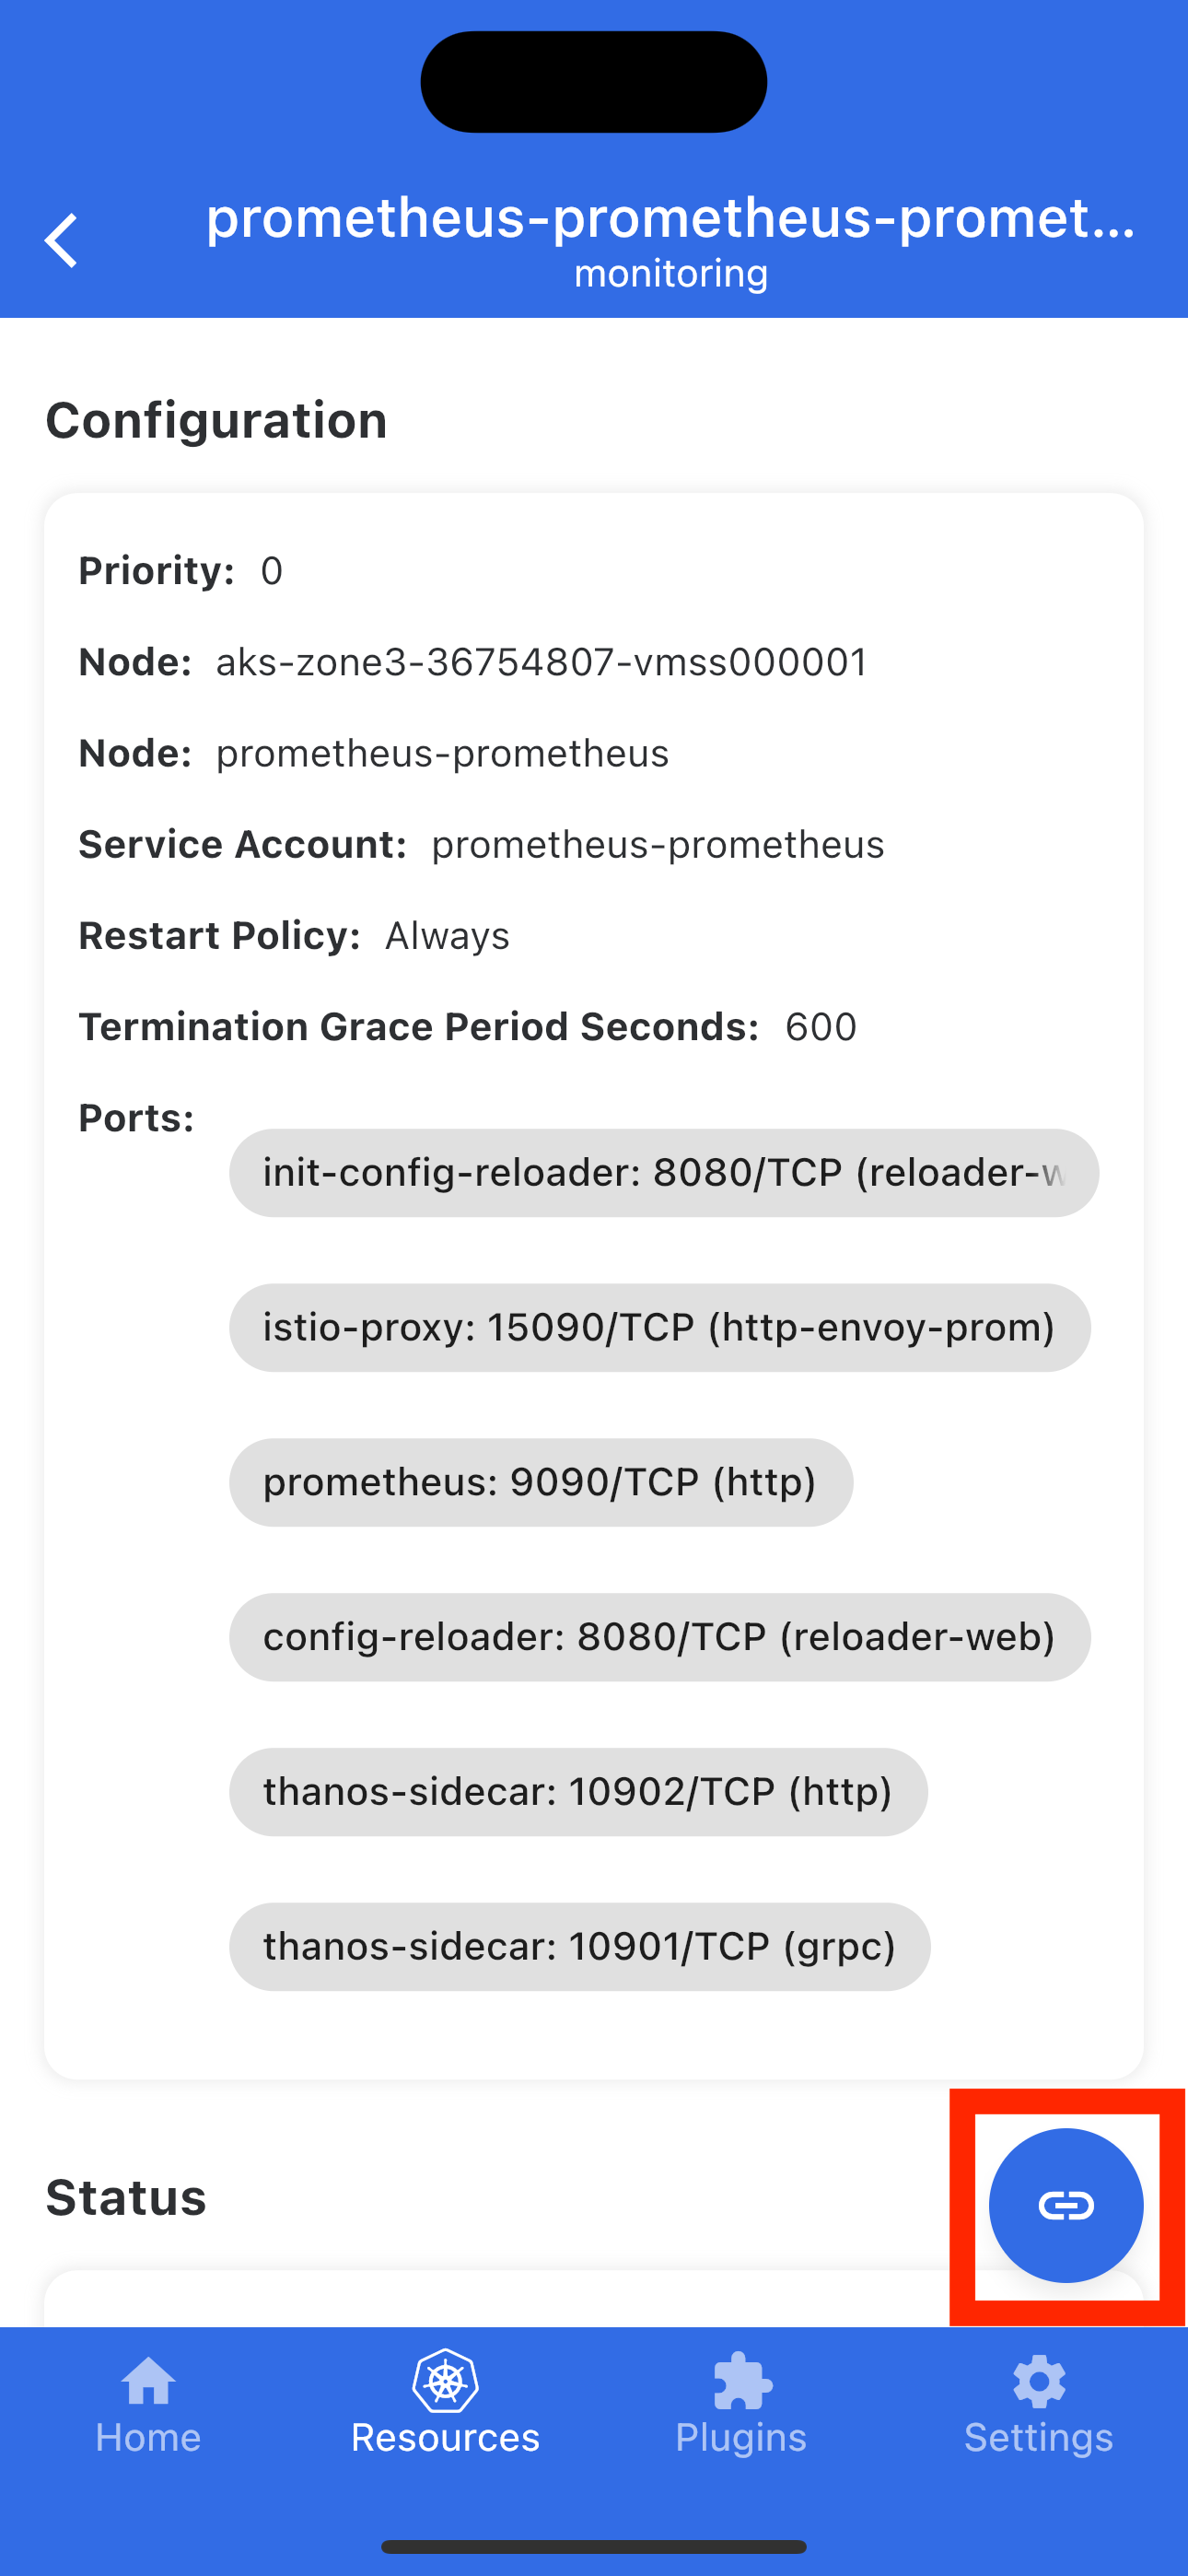 prometheus-prometheus-promet...
monitoring
Configuration
Priority: 0
Node: aks-zone3-36754807-vmss000001
Node: prometheus-prometheus
Service Account: prometheus-prometheus
Restart Policy: Always
Termination Grace Period Seconds: 600
Ports:
init-config-reloader: 8080/TCP (reloader-w
istio-proxy: 15090/TCP (http-envoy-prom)
prometheus: 9090/TCP (http)
config-reloader: 8080/TCP (reloader-web)
thanos-sidecar: 10902/TCP (http)
thanos-sidecar: 10901/TCP (grpc)
Status
Home
Resources
Plugins
Settings